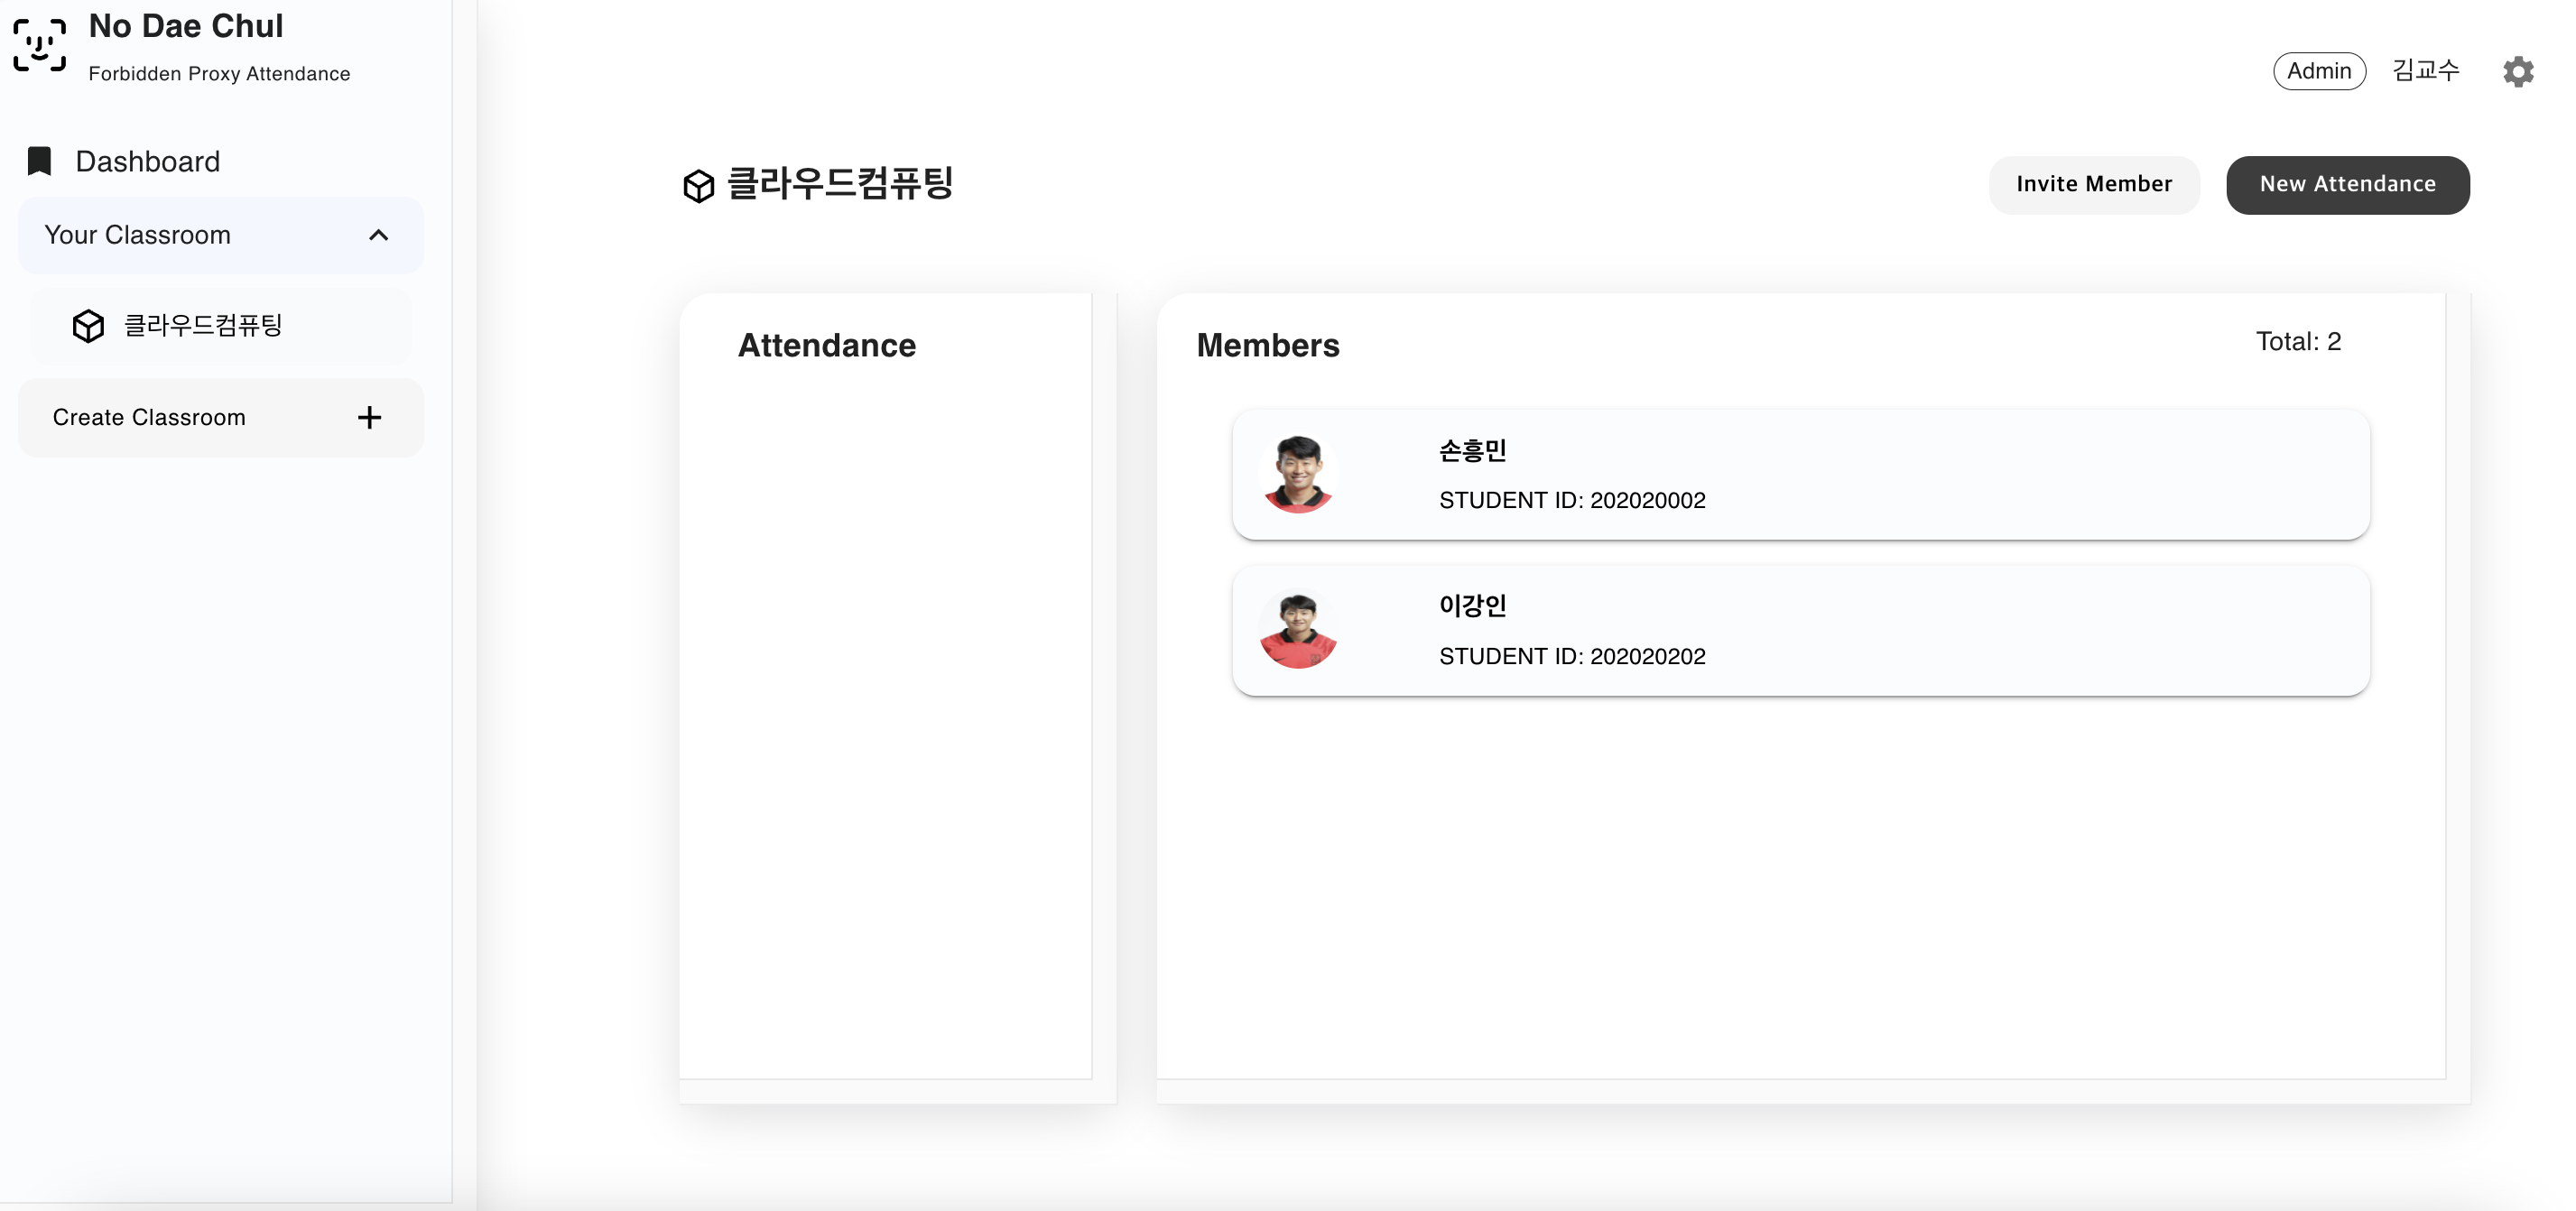 No Dae Chul
Forbidden Proxy Attendance
Admin
김교수
Dashboard
Your Classroom
클라우드컴퓨팅
Create Classroom
클라우드컴퓨팅
Invite Member
New Attendance
Attendance
Members
Total: 2
손흥민
STUDENT ID: 202020002
이강인
STUDENT ID: 202020202